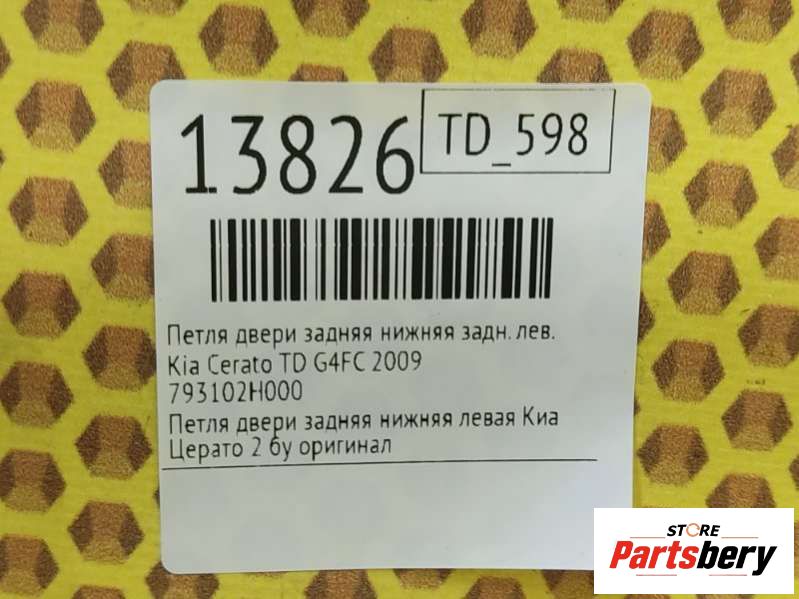 13826
TD_598
Петля двери задняя нижняя задн. лев.
Kia Cerato TD G4FC 2009
793102H000
Петля двери задняя нижняя левая Киа
Церато 2 бу оригинал
STORE
Partsbery